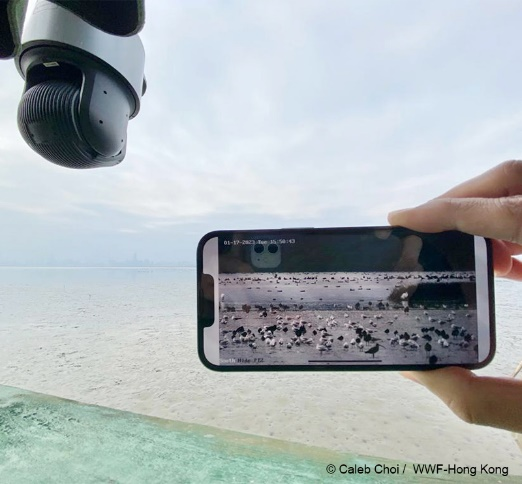 01-17-2023 Tue 15:58:43
South Hide PTZ
© Caleb Choi / WWF-Hong Kong